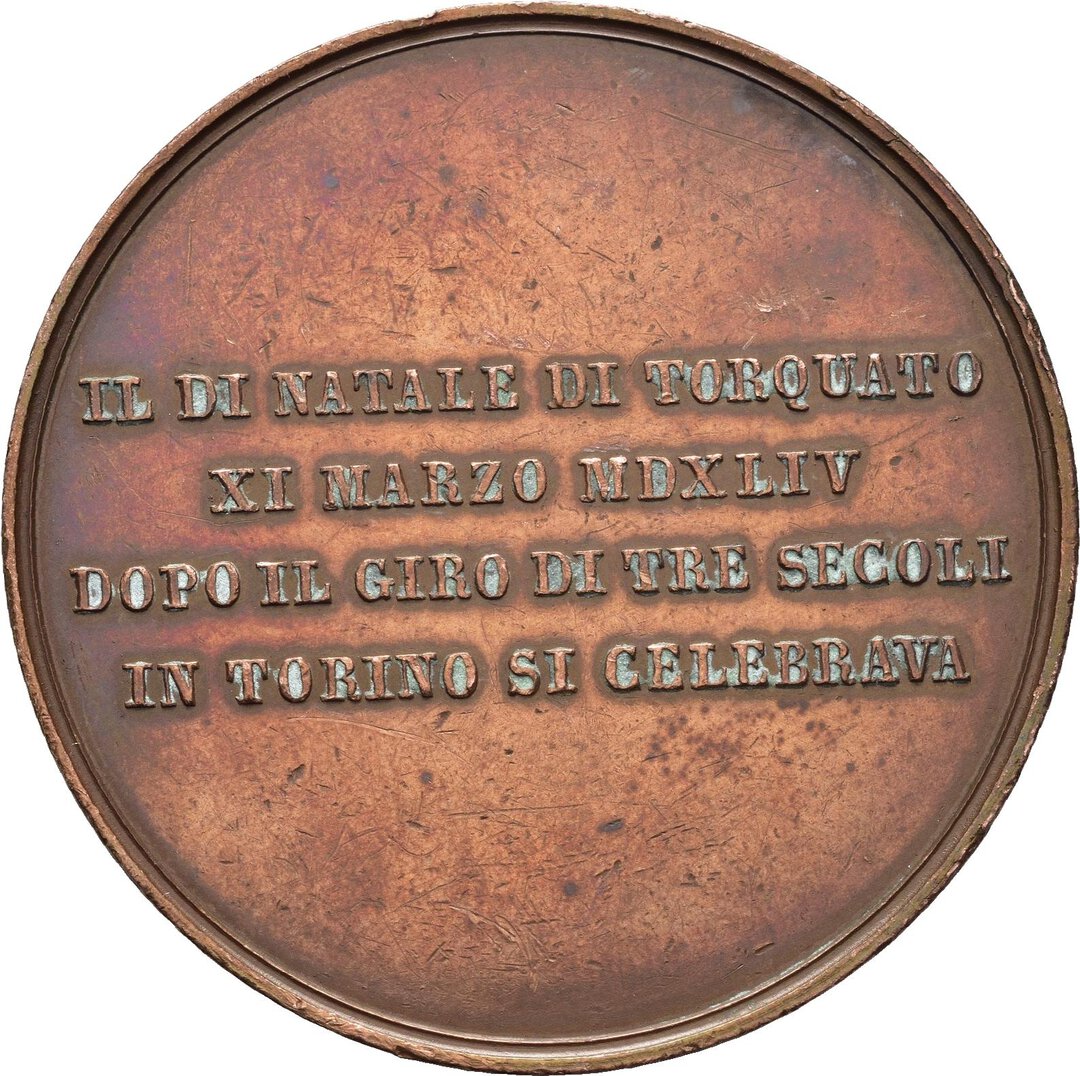 IL DI NATALE DI TORQUATO
XI MARZO MDXLIV
DOPO IL GIRO DI TRE SECOLI
IN TORINO SI CELEBRAVA